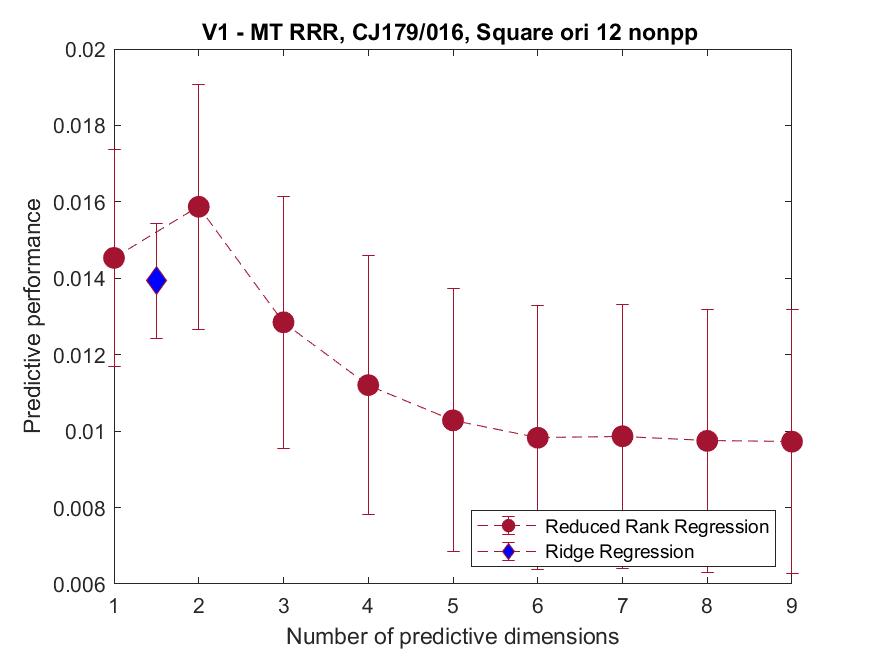 V1 - MT RRR, CJ179/016, Square ori 12 nonpp
0.02
0.018
0.016
0.014
0.012
0.01
0.008
0.006
Predictive performance
Reduced Rank Regression
Ridge Regression
1 2 3 4 5 6 7 8 9
Number of predictive dimensions